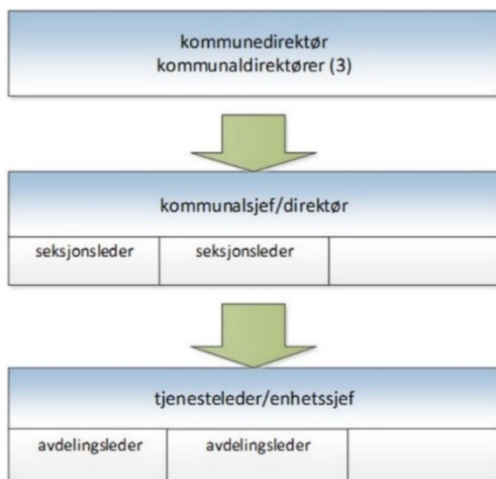 kommunedirektør
kommunaldirektører (3)
kommunalsjef/direktør
seksjonsleder
seksjonsleder
tjenesteleder/enhetssjef
avdelingsleder
avdelingsleder